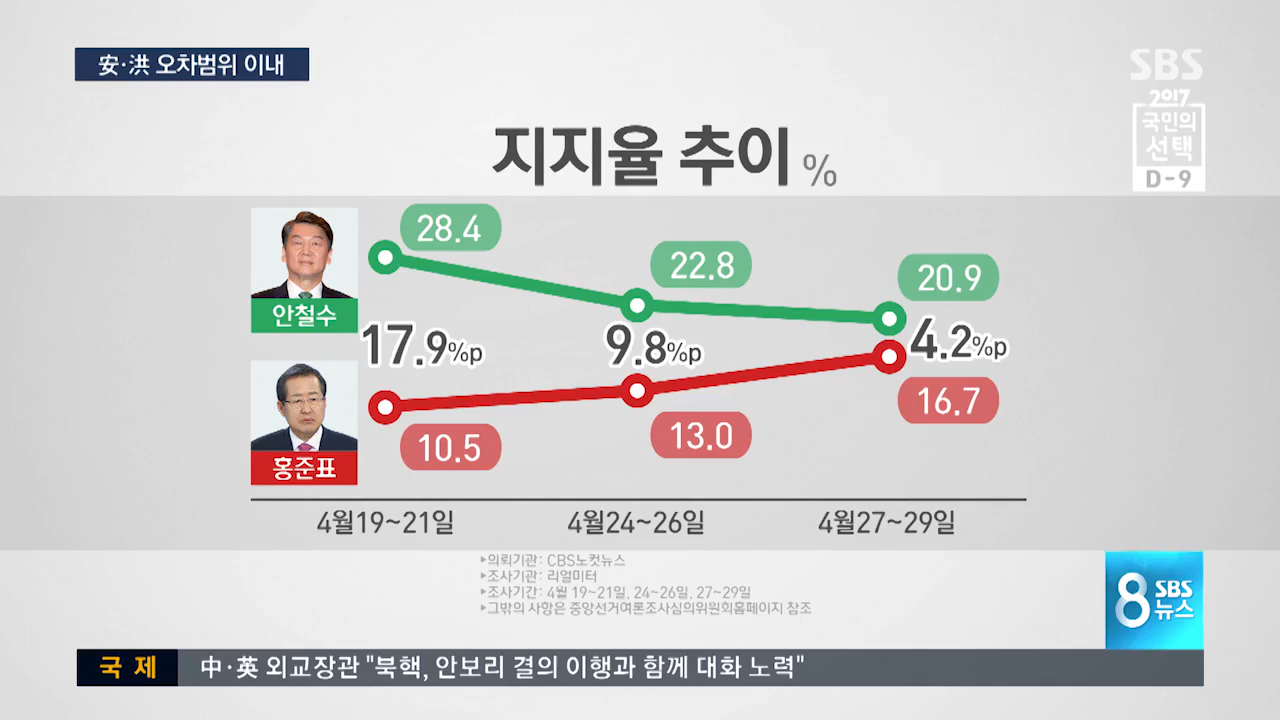 安·洪 오차범위 이내
SBS
2017
국민의
선택
D-9
지지율 추이 %
28.4
22.8
20.9
안철수
17.9%p
9.8%p
4.2%p
10.5
13.0
16.7
홍준표
4월19~21일
4월24~26일
4월27~29일
▶의뢰기관: CBS노컷뉴스
▶조사기관: 리얼미터
▶조사기간: 4월 19~21일, 24~26일, 27~29일
▶그밖의 사항은 중앙선거여론조사심의위원회홈페이지 참조
8 SBS
뉴스
국 제
中·英 외교장관 "북핵, 안보리 결의 이행과 함께 대화 노력"